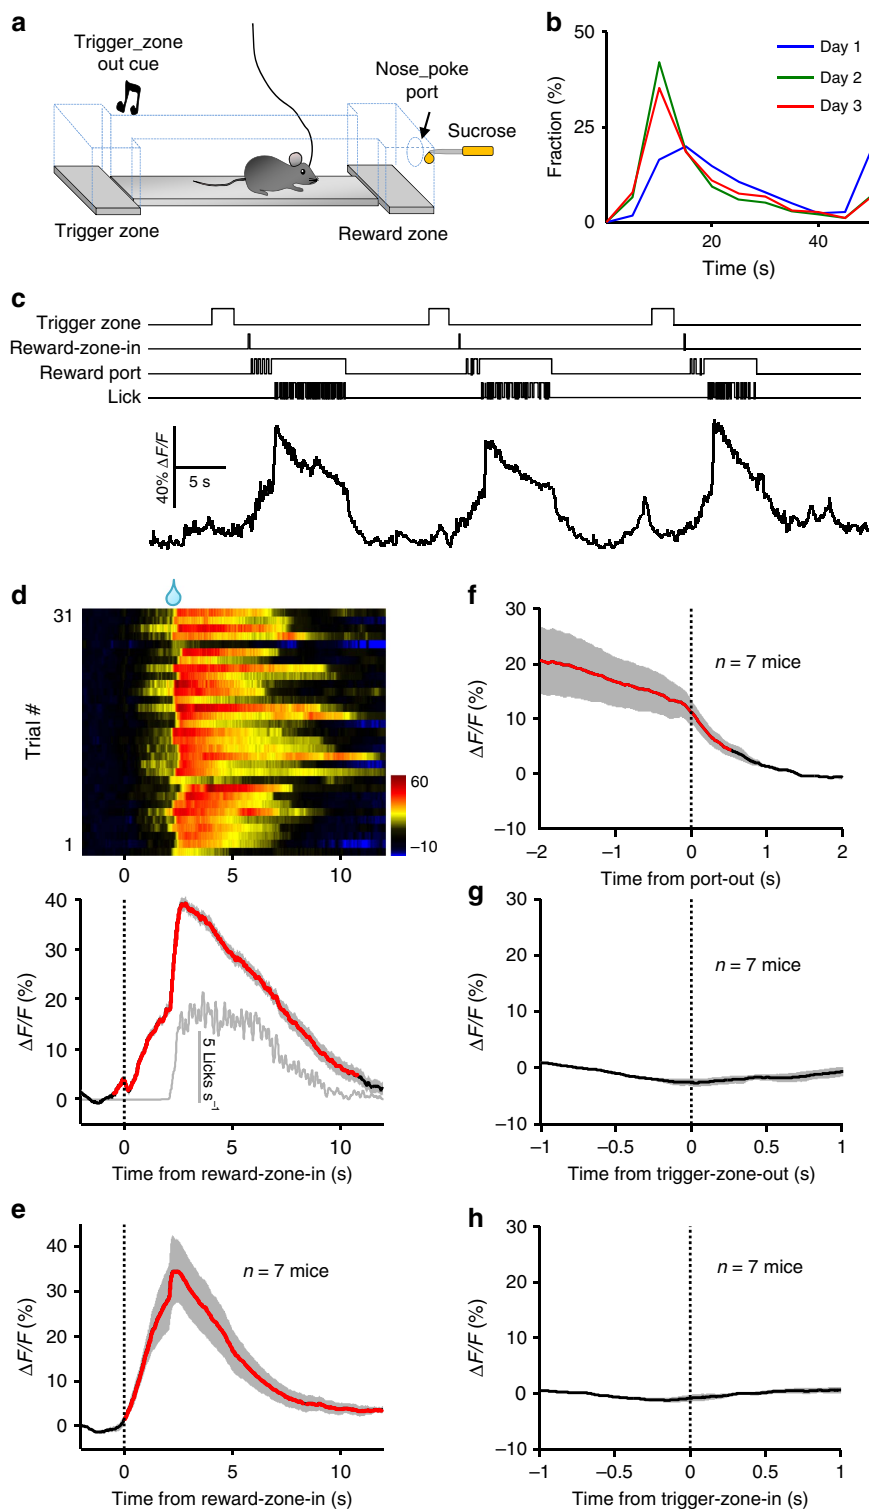 a
Trigger_zone
out cue
Nose_poke
port
Sucrose
Trigger zone
Reward zone
b
50
25
0
Fraction (%)
20
40
Time (s)
Day 1
Day 2
Day 3
c
Trigger zone
Reward-zone-in
Reward port
Lick
40% ΔF/F
5 s
d
31
Trial #
1
60
−10
0
5
10
40
30
20
10
0
ΔF/F (%)
5 Licks s⁻¹
0
5
10
Time from reward-zone-in (s)
e
40
30
20
10
0
ΔF/F (%)
n = 7 mice
0
5
10
Time from reward-zone-in (s)
f
30
20
10
0
−10
ΔF/F (%)
n = 7 mice
−2
−1
0
1
2
Time from port-out (s)
g
30
20
10
0
−10
ΔF/F (%)
n = 7 mice
−1
−0.5
0
0.5
1
Time from trigger-zone-out (s)
h
30
20
10
0
−10
ΔF/F (%)
n = 7 mice
−1
−0.5
0
0.5
1
Time from trigger-zone-in (s)